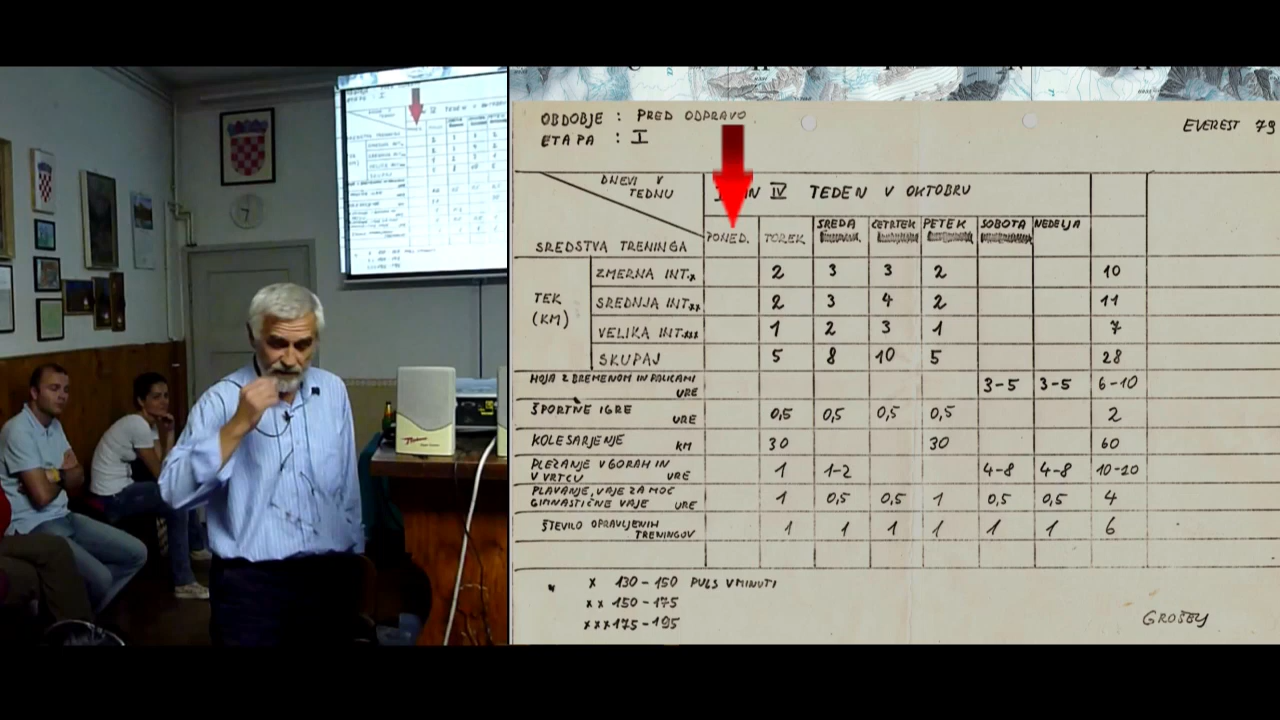 OBDOBJE : PRED ODPRAVO
ETAPA : I
EVEREST 79
DNEVI V TEDNU
SREDSTVA TRENINGA
IN IV TEDEN V OKTOBRU
PONED. TOREK SREDA ČETRTEK PETEK SOBOTA NEDELJA
TEK (KM)
ZMERNA INT.x 2 3 3 2 10
SREDNJA INT.xx 2 3 4 2 11
VELIKA INT.xxx 1 2 3 1 7
SKUPAJ 5 8 10 5 28
HOJA Z BREMENOM IN PALICAMI URE 3-5 3-5 6-10
ŠPORTNE IGRE URE 0,5 0,5 0,5 0,5 2
KOLESARJENJE KM 30 30 60
PLEZANJE V GORAH IN V VRTCU URE 1 1-2 4-8 4-8 10-20
PLAVANJE, VAJE ZA MOČ GIMNASTIČNE VAJE URE 1 0,5 0,5 1 0,5 0,5 4
ŠTEVILO OPRAVLJENIH TRENINGOV 1 1 1 1 1 1 6
x 130-150 PULS V MINUTI
xx 150-175
xxx 175-195